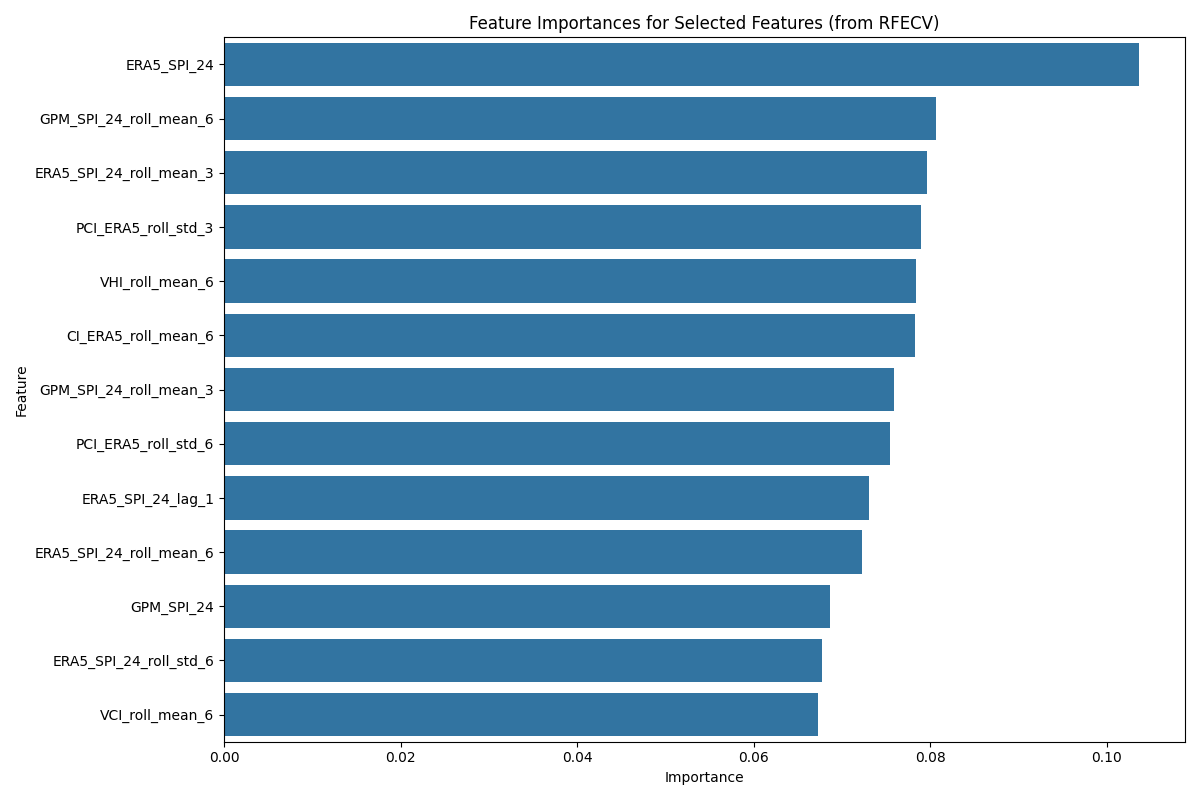 Feature Importances for Selected Features (from RFECV)
ERA5_SPI_24
GPM_SPI_24_roll_mean_6
ERA5_SPI_24_roll_mean_3
PCI_ERA5_roll_std_3
VHI_roll_mean_6
CI_ERA5_roll_mean_6
GPM_SPI_24_roll_mean_3
PCI_ERA5_roll_std_6
ERA5_SPI_24_lag_1
ERA5_SPI_24_roll_mean_6
GPM_SPI_24
ERA5_SPI_24_roll_std_6
VCI_roll_mean_6
Feature
0.00 0.02 0.04 0.06 0.08 0.10
Importance